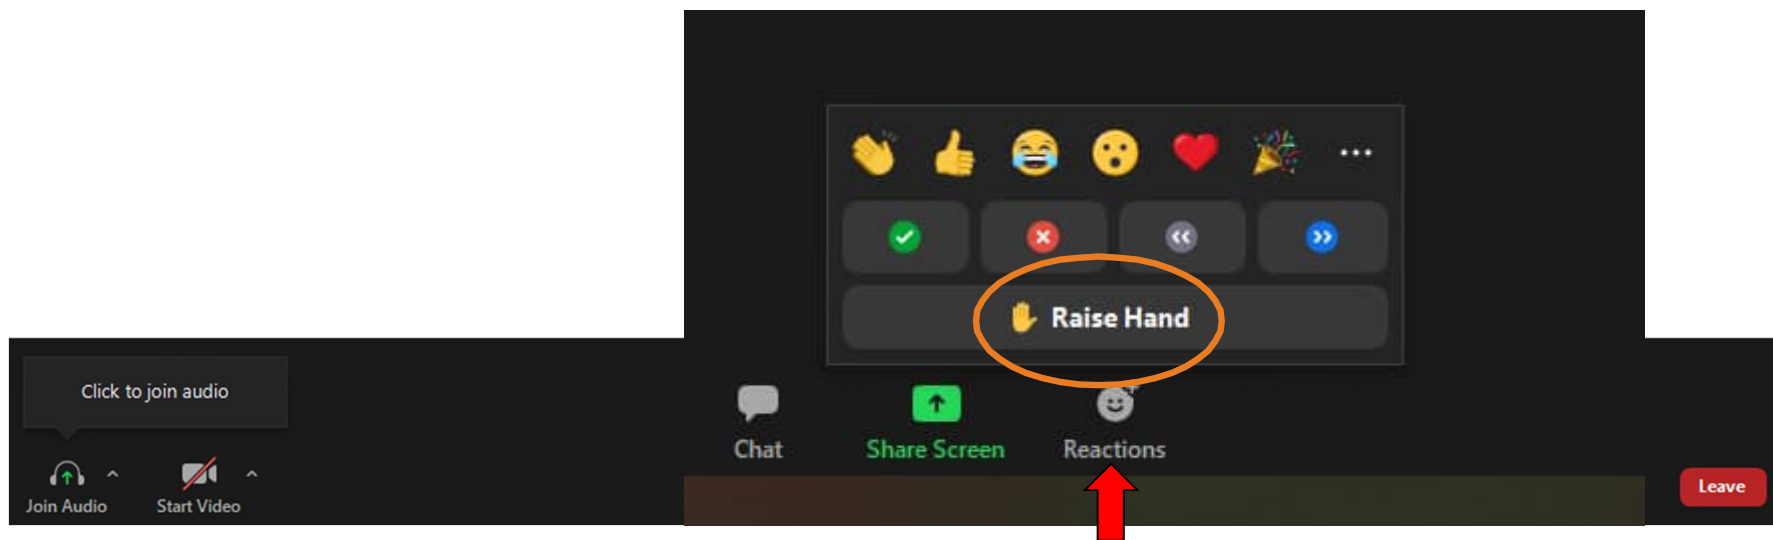 Raise Hand
Click to join audio
Chat
Share Screen
Reactions
Join Audio
Start Video
Leave